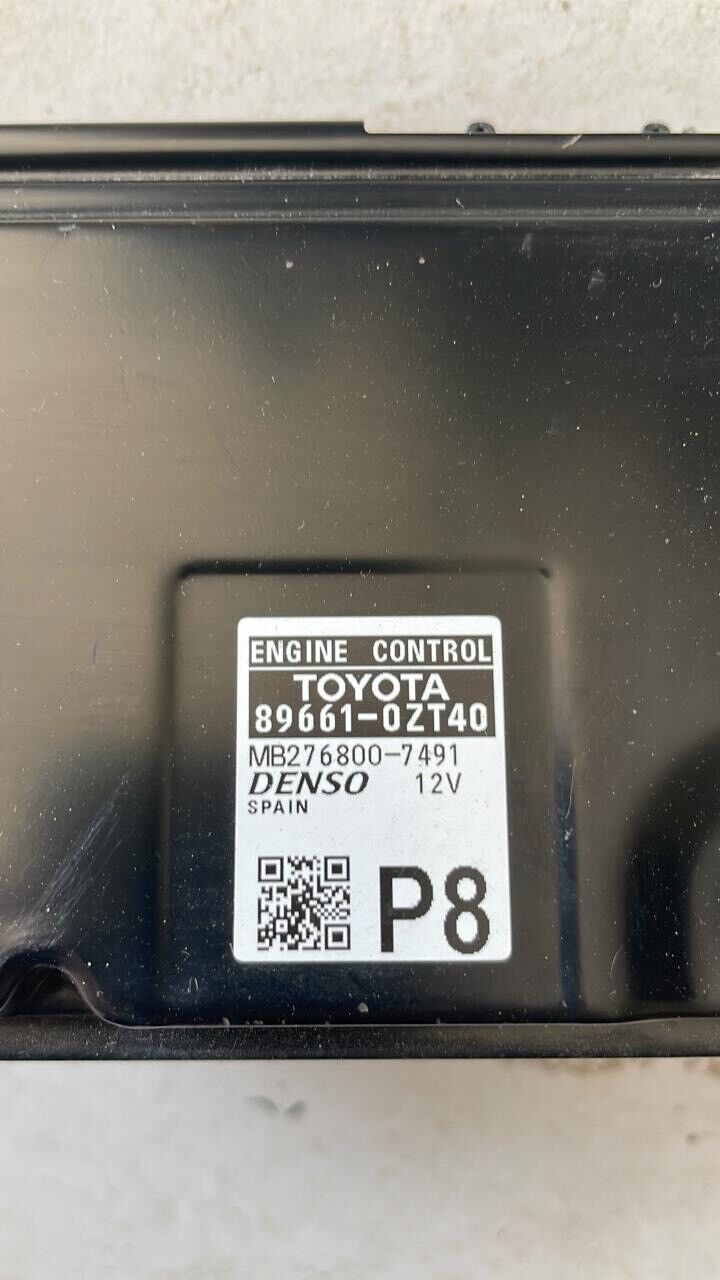 ENGINE CONTROL
TOYOTA
89661-0ZT40
MB276800-7491
DENSO 12V
SPAIN
P8